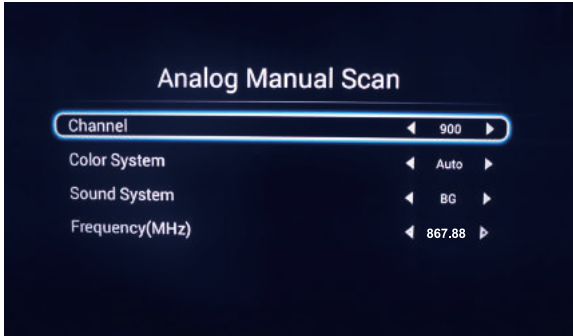 Analog Manual Scan
Channel 900
Color System Auto
Sound System BG
Frequency(MHz) 867.88